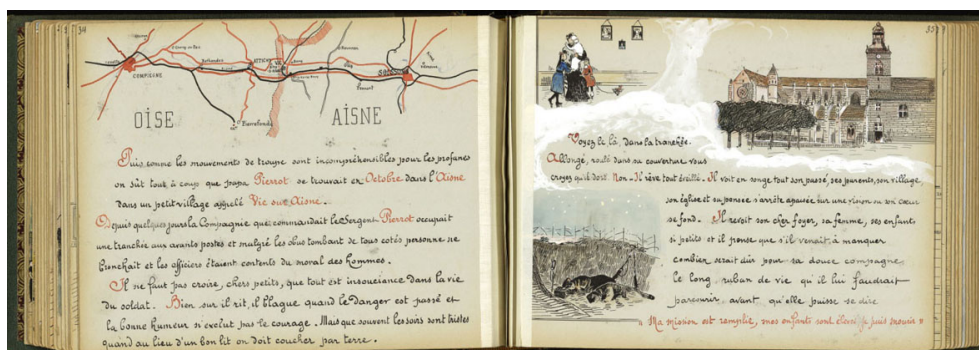 34
COMPIÈGNE
ATTICHY
VIC
SOISSONS
Pierrefonds
OISE
AISNE
Puis comme les mouvements de troupe sont incompréhensibles pour les profanes
on sût tout à coup que papa Pierrot se trouvait en Octobre dans l'Aisne
dans un petit village appelé Vic sur Aisne.
Depuis quelques jours la Compagnie que commandait le Sergent Pierrot occupait
une tranchée aux avants postes et malgré les obus tombant de tous cotés personne ne
bronchait et les officiers étaient contents du moral des hommes.
Il ne faut pas croire, chers petits, que tout est insouciance dans la vie
du soldat. Bien sur il rit, il blague quand le danger est passé et
la bonne humeur n'exclut pas le courage. Mais que souvent les soirs sont tristes
quand au lieu d'un bon lit on doit coucher par terre.
35
Voyez le là, dans la tranchée.
Allongé, roulé dans sa couverture vous
croyez qu'il dort. Non. Il rêve tout éveillé. Il voit en songe tout son passé, ses parents, son village
son église et sa pensée s'arrête apaisée sur une vision où son cœur
se fond. Il revoit son cher foyer, sa femme, ses enfants
si petits et il pense que s'il venait à manquer
combien serait dur pour sa douce compagne
le long ruban de vie qu'il lui faudrait
parcourir avant qu'elle puisse se dire
" Ma mission est remplie, mes enfants sont élevés je puis mourir "